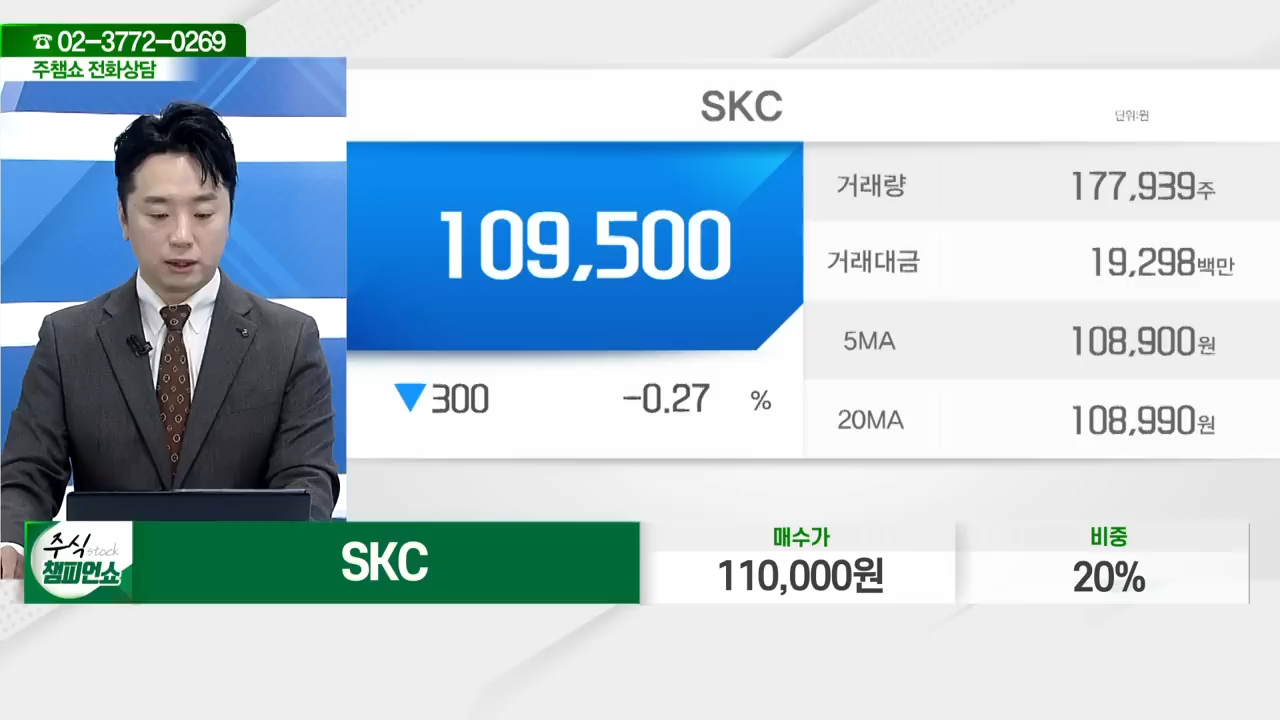 ☎ 02-3772-0269
주챔쇼 전화상담
SKC
단위:원
109,500
▼300 -0.27 %
거래량 177,939주
거래대금 19,298백만
5MA 108,900원
20MA 108,990원
주식 stock
챔피언쇼
SKC
매수가
110,000원
비중
20%